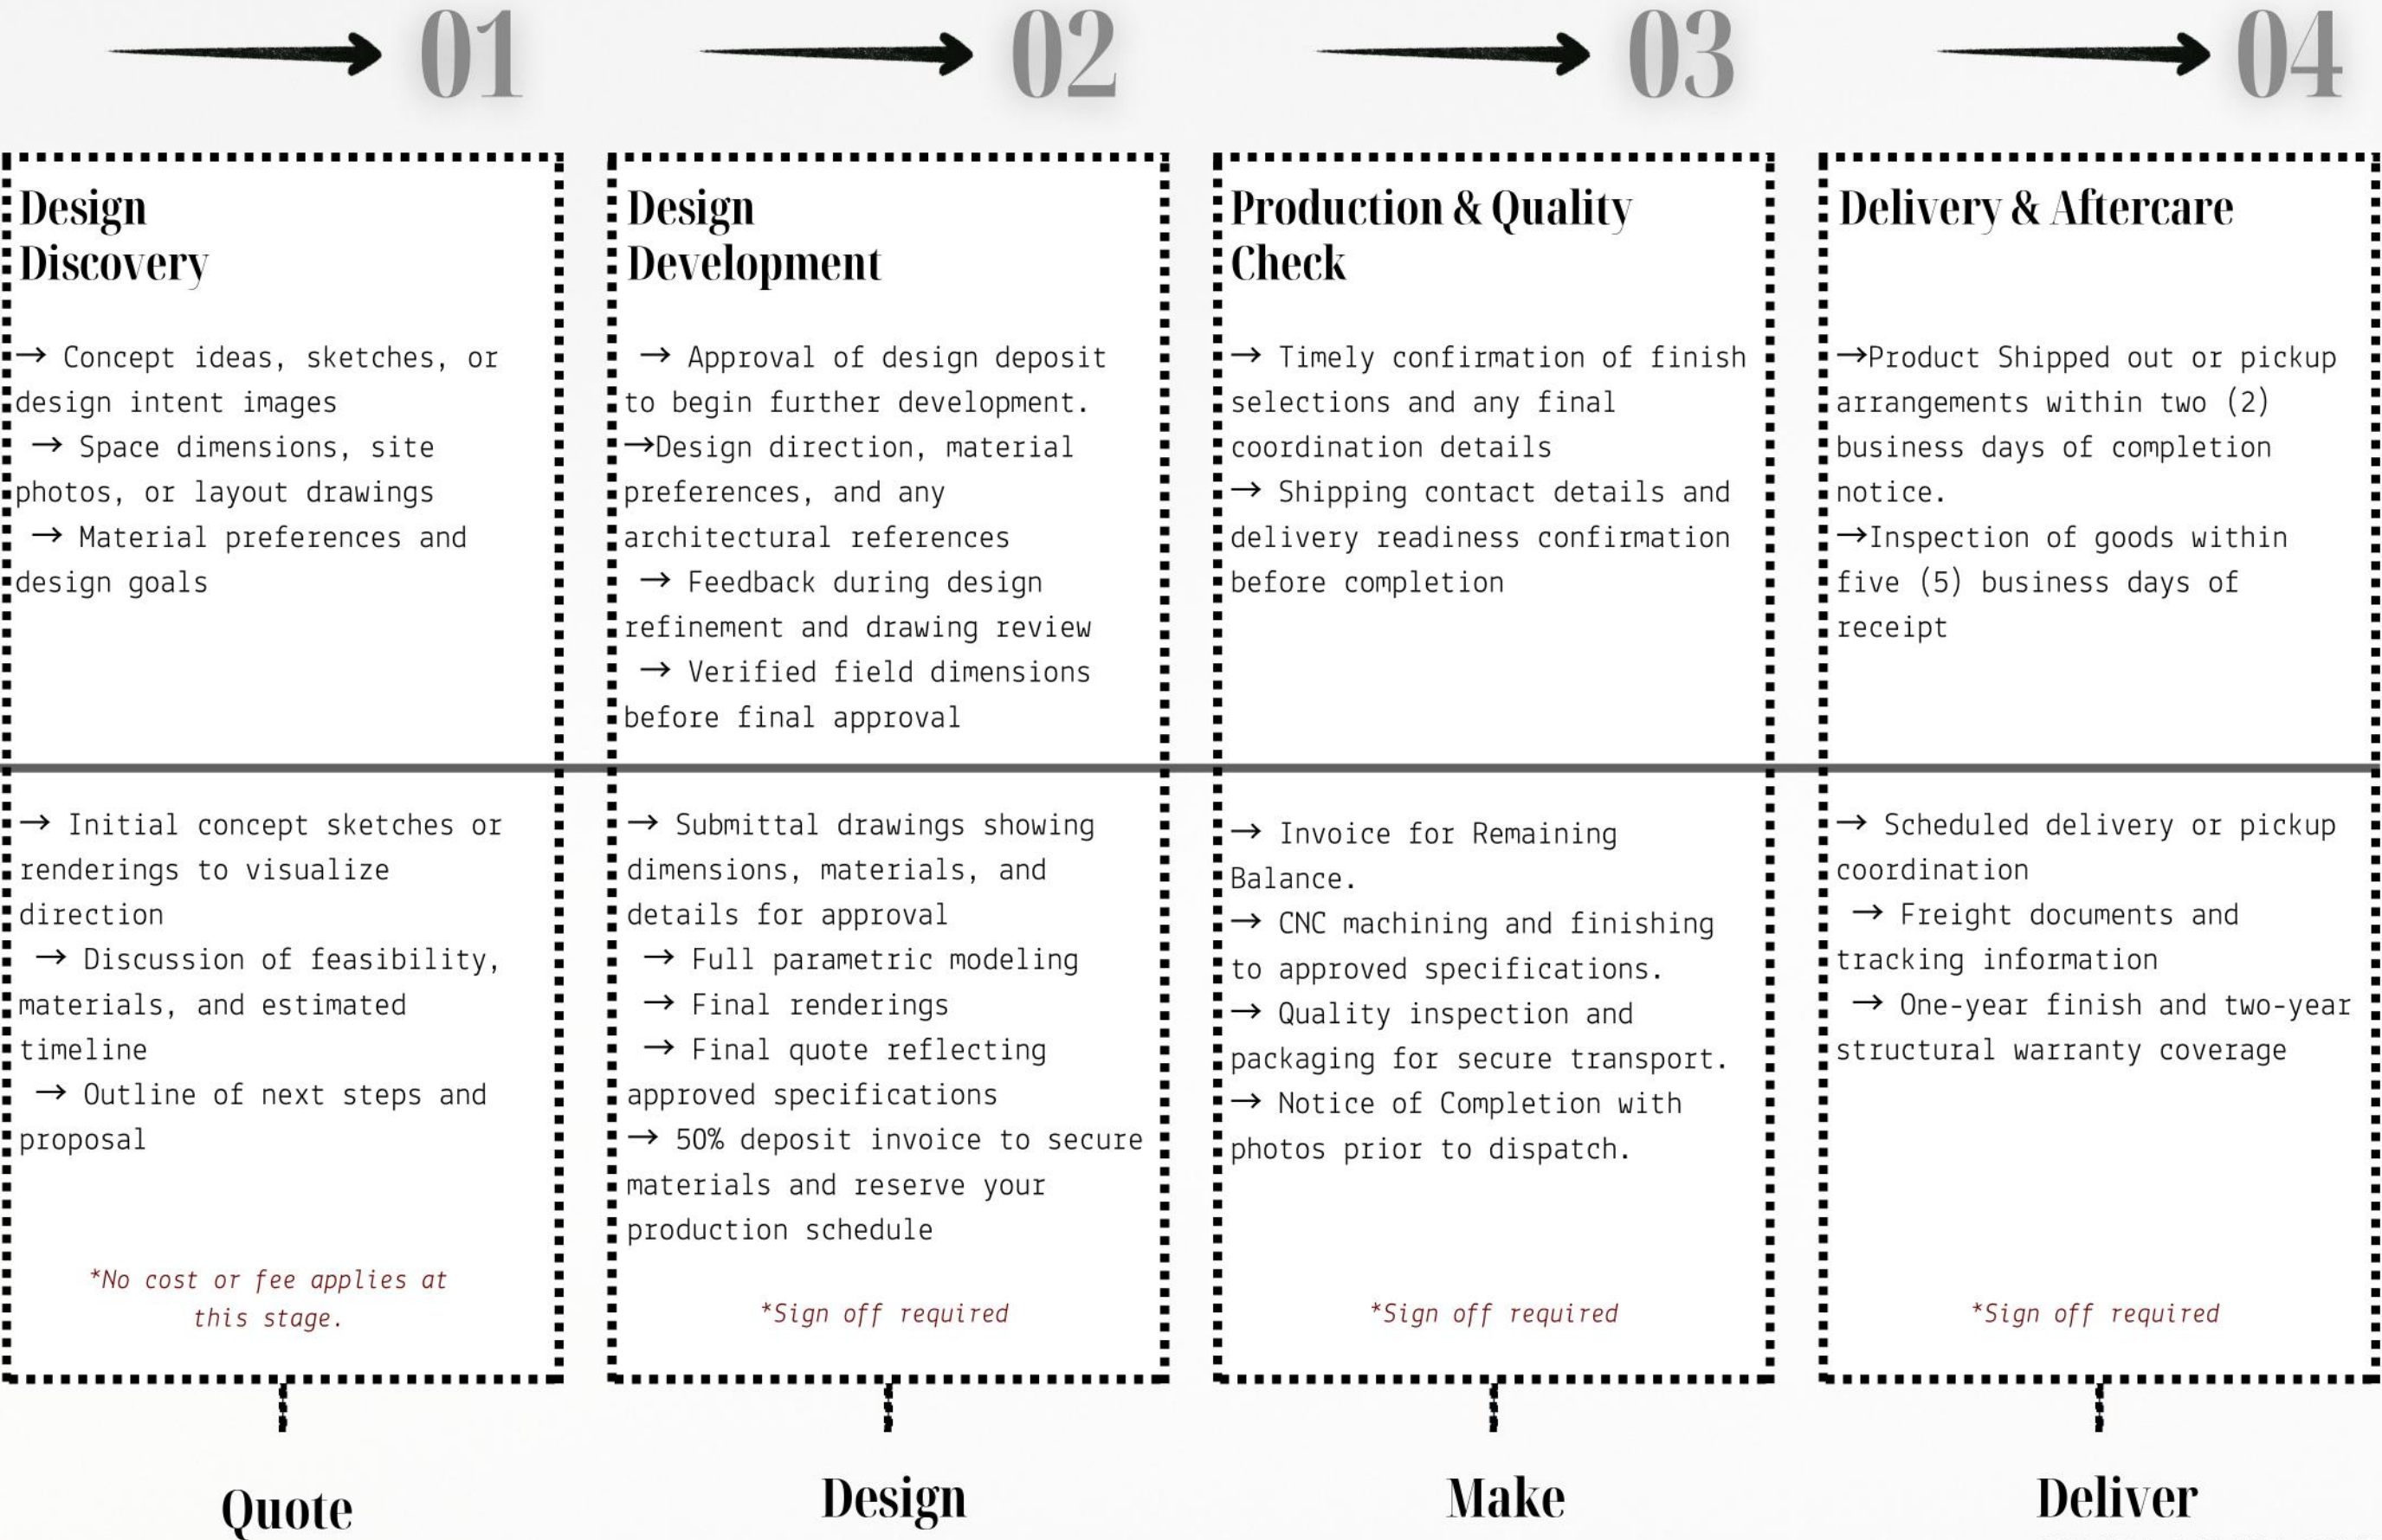 01
02
03
04
Design
Discovery
→ Concept ideas, sketches, or
design intent images
→ Space dimensions, site
photos, or layout drawings
→ Material preferences and
design goals
→ Initial concept sketches or
renderings to visualize
direction
→ Discussion of feasibility,
materials, and estimated
timeline
→ Outline of next steps and
proposal
*No cost or fee applies at
this stage.
Quote
Design
Development
→ Approval of design deposit
to begin further development.
→Design direction, material
preferences, and any
architectural references
→ Feedback during design
refinement and drawing review
→ Verified field dimensions
before final approval
→ Submittal drawings showing
dimensions, materials, and
details for approval
→ Full parametric modeling
→ Final renderings
→ Final quote reflecting
approved specifications
→ 50% deposit invoice to secure
materials and reserve your
production schedule
*Sign off required
Design
Production & Quality
Check
→ Timely confirmation of finish
selections and any final
coordination details
→ Shipping contact details and
delivery readiness confirmation
before completion
→ Invoice for Remaining
Balance.
→ CNC machining and finishing
to approved specifications.
→ Quality inspection and
packaging for secure transport.
→ Notice of Completion with
photos prior to dispatch.
*Sign off required
Make
Delivery & Aftercare
→Product Shipped out or pickup
arrangements within two (2)
business days of completion
notice.
→Inspection of goods within
five (5) business days of
receipt
→ Scheduled delivery or pickup
coordination
→ Freight documents and
tracking information
→ One-year finish and two-year
structural warranty coverage
*Sign off required
Deliver